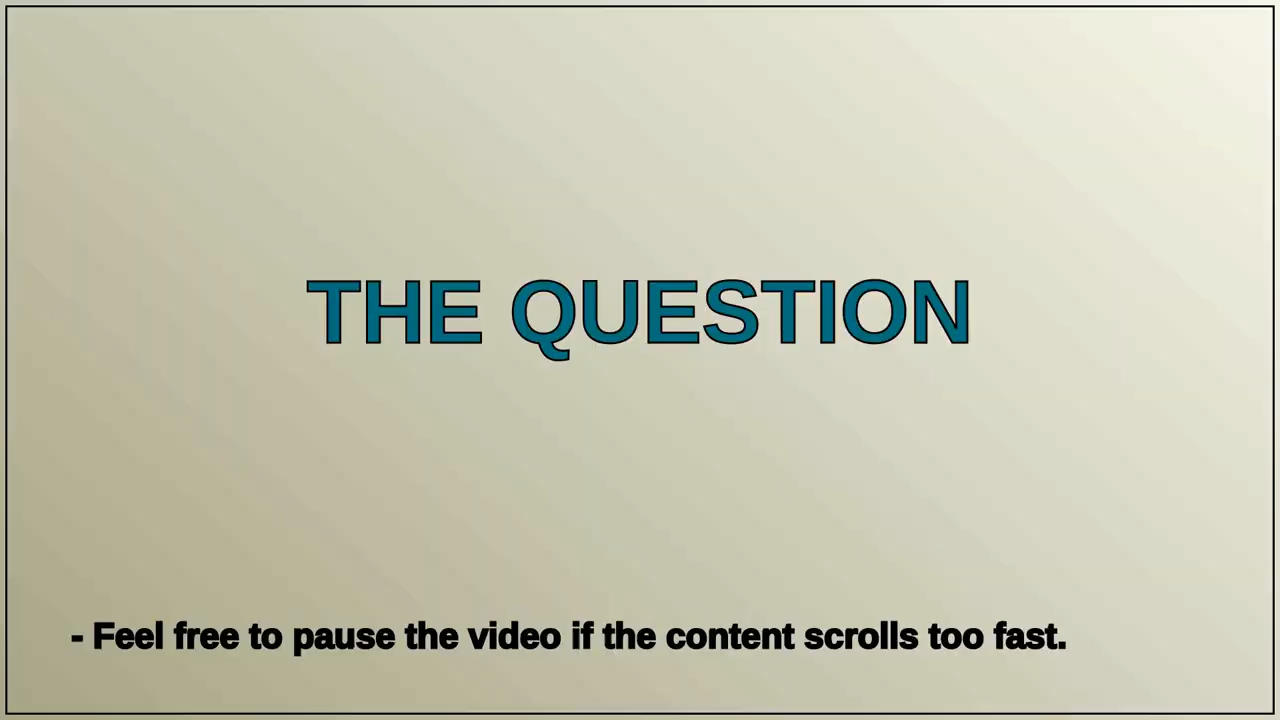 THE QUESTION
- Feel free to pause the video if the content scrolls too fast.